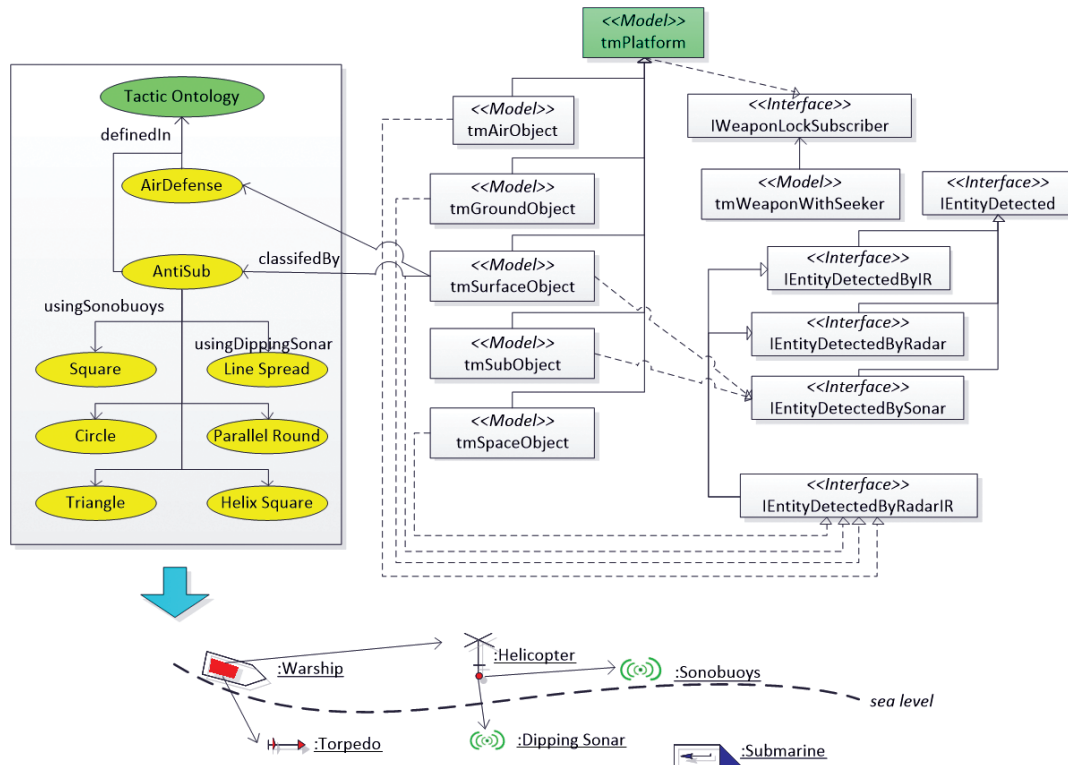 Tactic Ontology
definedIn
AirDefense
AntiSub
classifedBy
usingSonobuoys
usingDippingSonar
Square
Line Spread
Circle
Parallel Round
Triangle
Helix Square
<<Model>>
tmPlatform
<<Model>>
tmAirObject
<<Model>>
tmGroundObject
<<Model>>
tmSurfaceObject
<<Model>>
tmSubObject
<<Model>>
tmSpaceObject
<<Interface>>
IWeaponLockSubscriber
<<Model>>
tmWeaponWithSeeker
<<Interface>>
IEntityDetected
<<Interface>>
IEntityDetectedByIR
<<Interface>>
IEntityDetectedByRadar
<<Interface>>
IEntityDetectedBySonar
<<Interface>>
IEntityDetectedByRadarIR
:Warship
:Helicopter
:Sonobuoys
sea level
:Torpedo
:Dipping Sonar
:Submarine